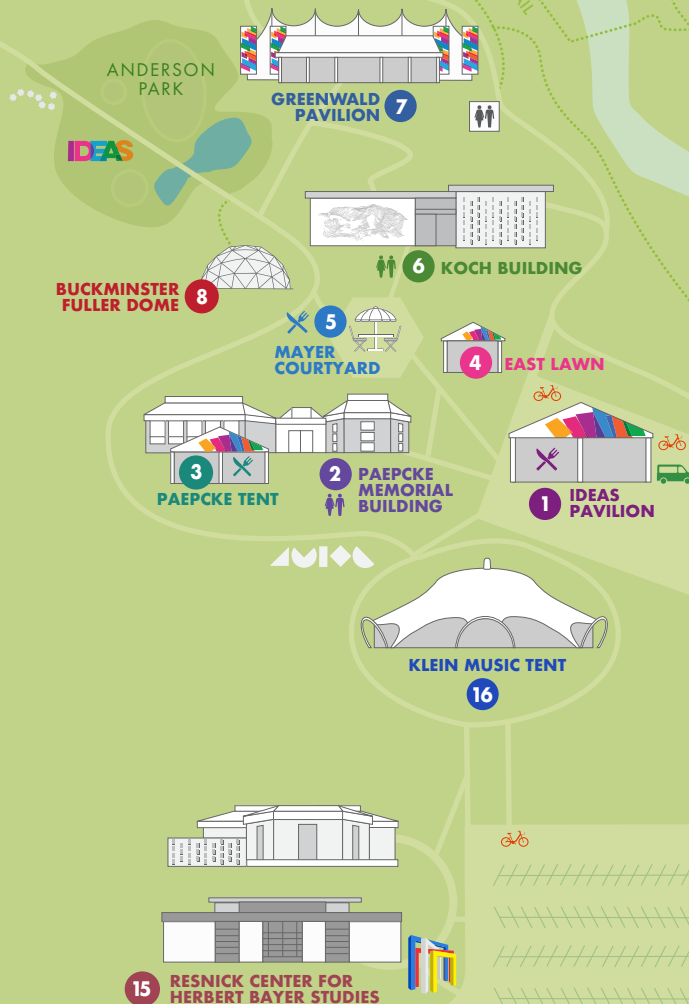 ANDERSON
PARK
IDEAS
GREENWALD
PAVILION
7
6 KOCH BUILDING
BUCKMINSTER
FULLER DOME
8
5
MAYER
COURTYARD
4 EAST LAWN
3
PAEPCKE TENT
2 PAEPCKE
MEMORIAL
BUILDING
1 IDEAS
PAVILION
KLEIN MUSIC TENT
16
15 RESNICK CENTER FOR
HERBERT BAYER STUDIES